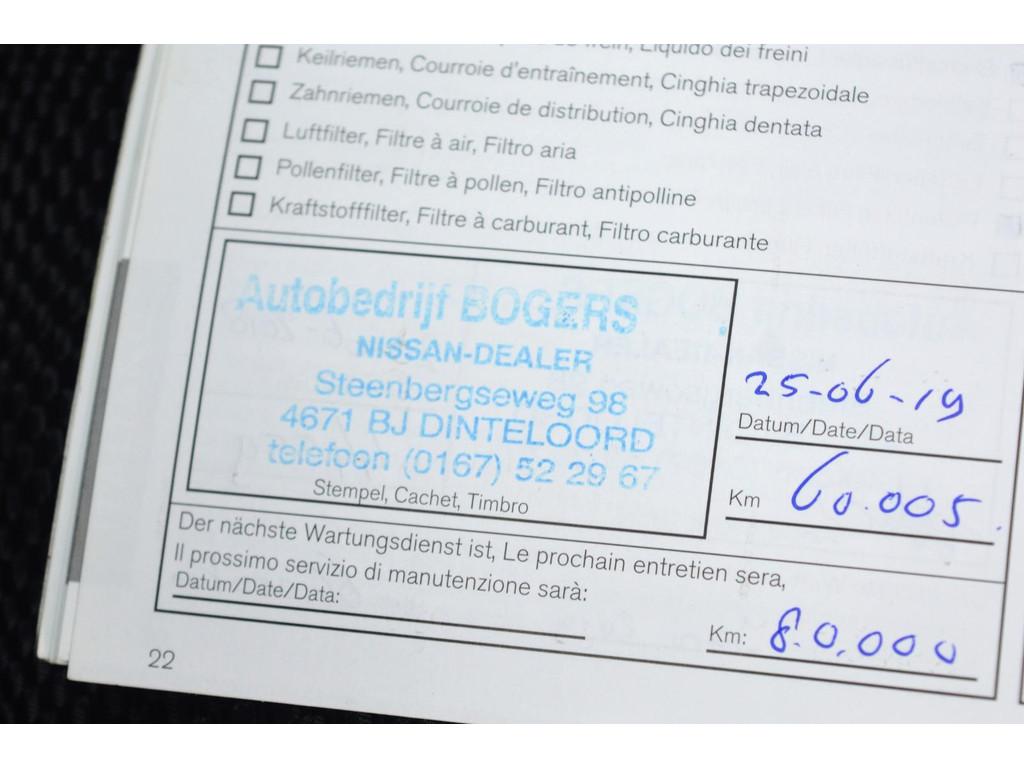 Liquido dei freini
Keilriemen, Courroie d'entraînement, Cinghia trapezoidale
Zahnriemen, Courroie de distribution, Cinghia dentata
Luftfilter, Filtre à air, Filtro aria
Pollenfilter, Filtre à pollen, Filtro antipolline
Kraftstofffilter, Filtre à carburant, Filtro carburante
Autobedrijf BOGERS
NISSAN-DEALER
Steenbergseweg 98
4671 BJ DINTELOORD
telefoon (0167) 52 29 67
Stempel, Cachet, Timbro
25-06-19
Datum/Date/Data
Km 60.005.
Der nächste Wartungsdienst ist, Le prochain entretien sera,
Il prossimo servizio di manutenzione sarà:
Datum/Date/Data:
Km: 80,000
22